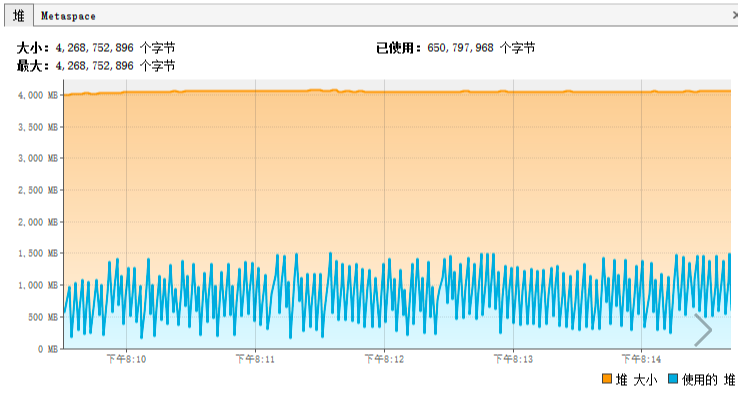 堆 Metaspace
大小: 4,268,752,896 个字节 已使用: 650,797,968 个字节
最大: 4,268,752,896 个字节
4,000 MB
3,500 MB
3,000 MB
2,500 MB
2,000 MB
1,500 MB
1,000 MB
500 MB
0 MB
下午8:10 下午8:11 下午8:12 下午8:13 下午8:14
堆 大小 使用的 堆